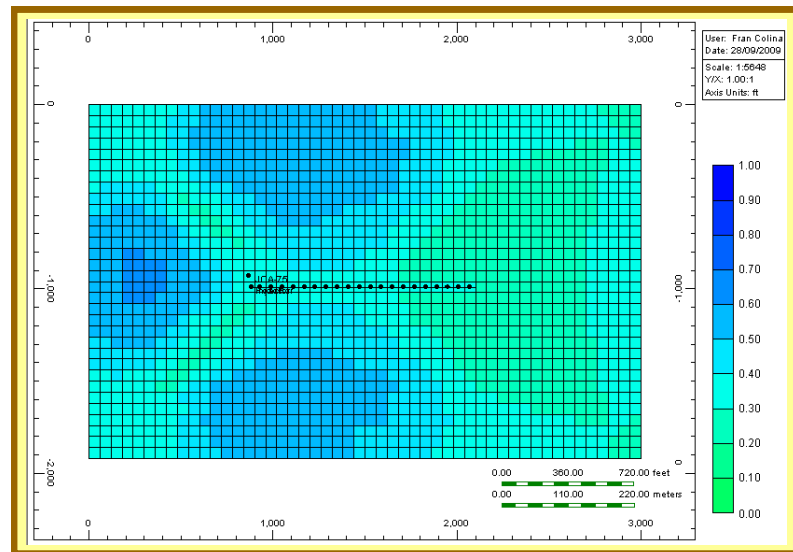 0 1,000 2,000 3,000
User: Fran Colina
Date: 28/09/2009
Scale: 1:5648
Y/X: 1.00:1
Axis Units: ft
0 0
1.00
0.90
0.80
0.70
0.60
0.50
0.40
0.30
0.20
0.10
0.00
-1,000 -1,000
-2,000 0
0.00 360.00 720.00 feet
0.00 110.00 220.00 meters
0 1,000 2,000 3,000